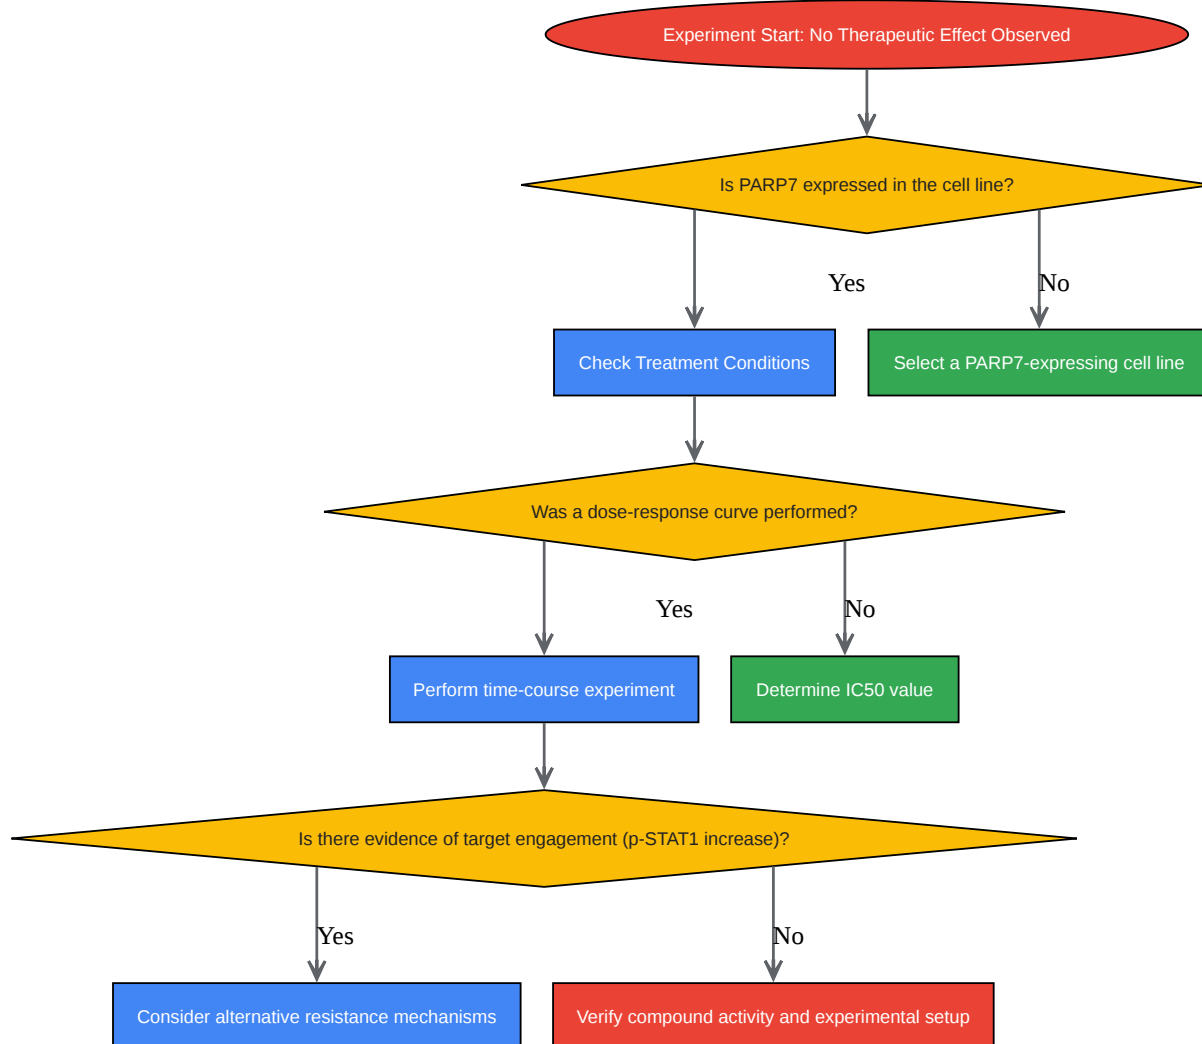 Experiment Start: No Therapeutic Effect Observed
Is PARP7 expressed in the cell line?
Yes
No
Check Treatment Conditions
Select a PARP7-expressing cell line
Was a dose-response curve performed?
Yes
No
Perform time-course experiment
Determine IC50 value
Is there evidence of target engagement (p-STAT1 increase)?
Yes
No
Consider alternative resistance mechanisms
Verify compound activity and experimental setup